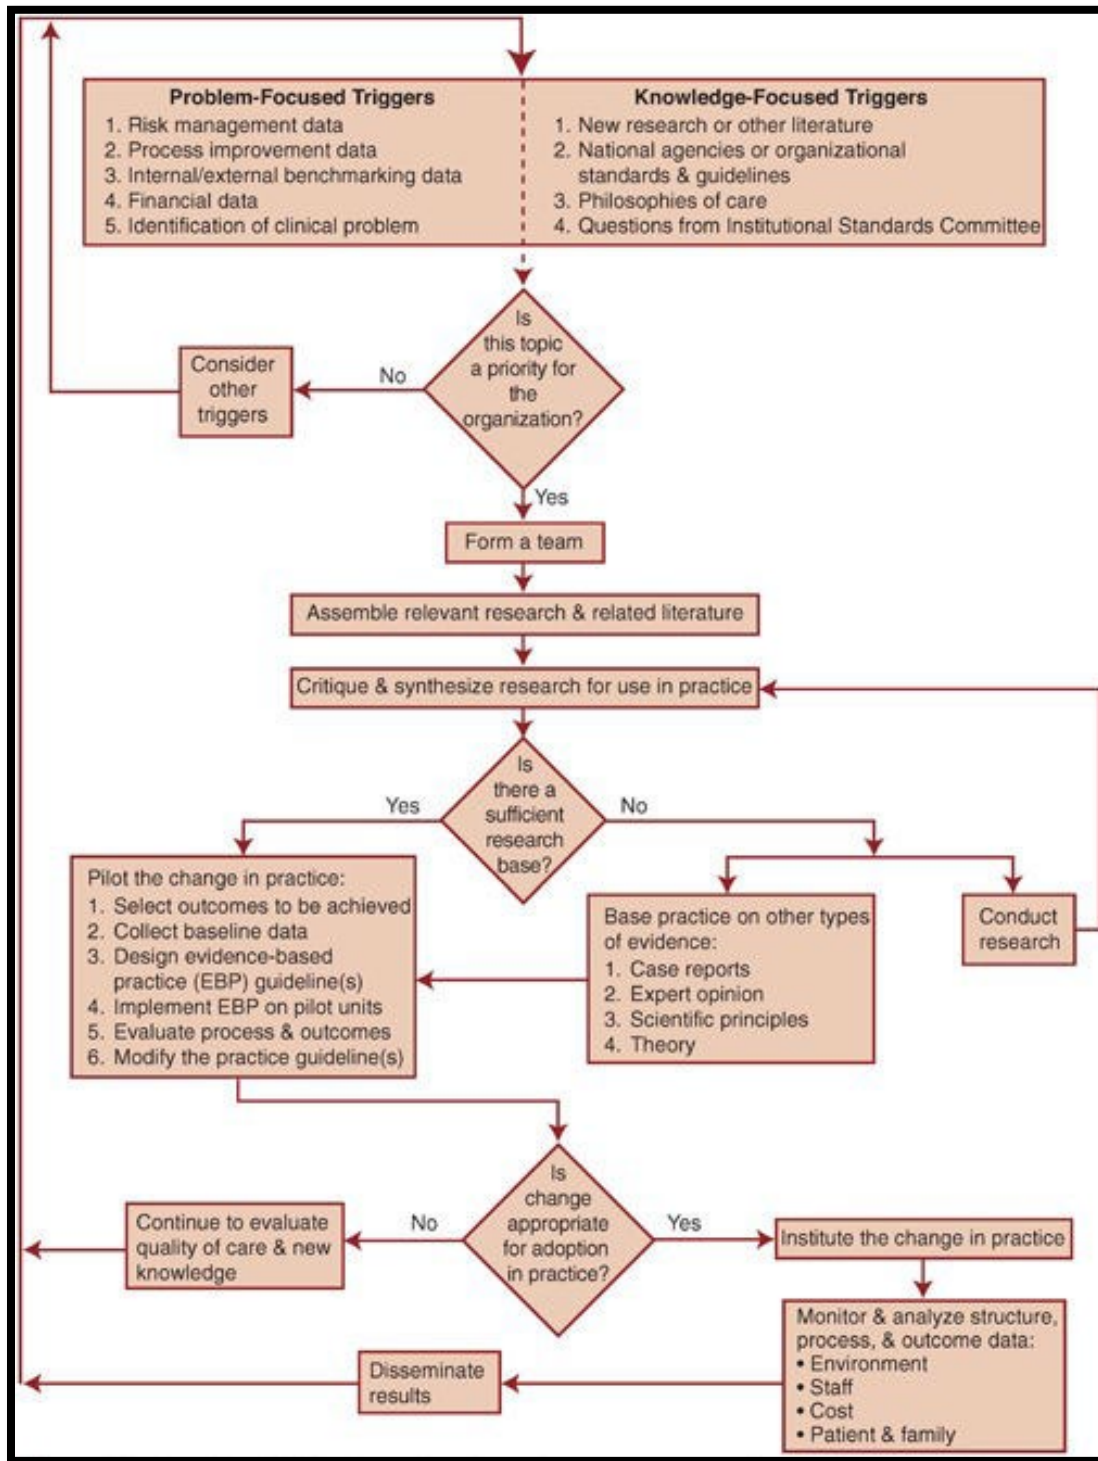 Problem-Focused Triggers
1. Risk management data
2. Process improvement data
3. Internal/external benchmarking data
4. Financial data
5. Identification of clinical problem
Knowledge-Focused Triggers
1. New research or other literature
2. National agencies or organizational
standards & guidelines
3. Philosophies of care
4. Questions from Institutional Standards Committee
Is
this topic
a priority for
the
organization?
No
Consider
other
triggers
Yes
Form a team
Assemble relevant research & related literature
Critique & synthesize research for use in practice
Is
there a
sufficient
research
base?
Yes
No
Pilot the change in practice:
1. Select outcomes to be achieved
2. Collect baseline data
3. Design evidence-based
practice (EBP) guideline(s)
4. Implement EBP on pilot units
5. Evaluate process & outcomes
6. Modify the practice guideline(s)
Base practice on other types
of evidence:
1. Case reports
2. Expert opinion
3. Scientific principles
4. Theory
Conduct
research
Is
change
appropriate
for adoption
in practice?
No
Yes
Continue to evaluate
quality of care & new
knowledge
Institute the change in practice
Monitor & analyze structure,
process, & outcome data:
• Environment
• Staff
• Cost
• Patient & family
Disseminate
results